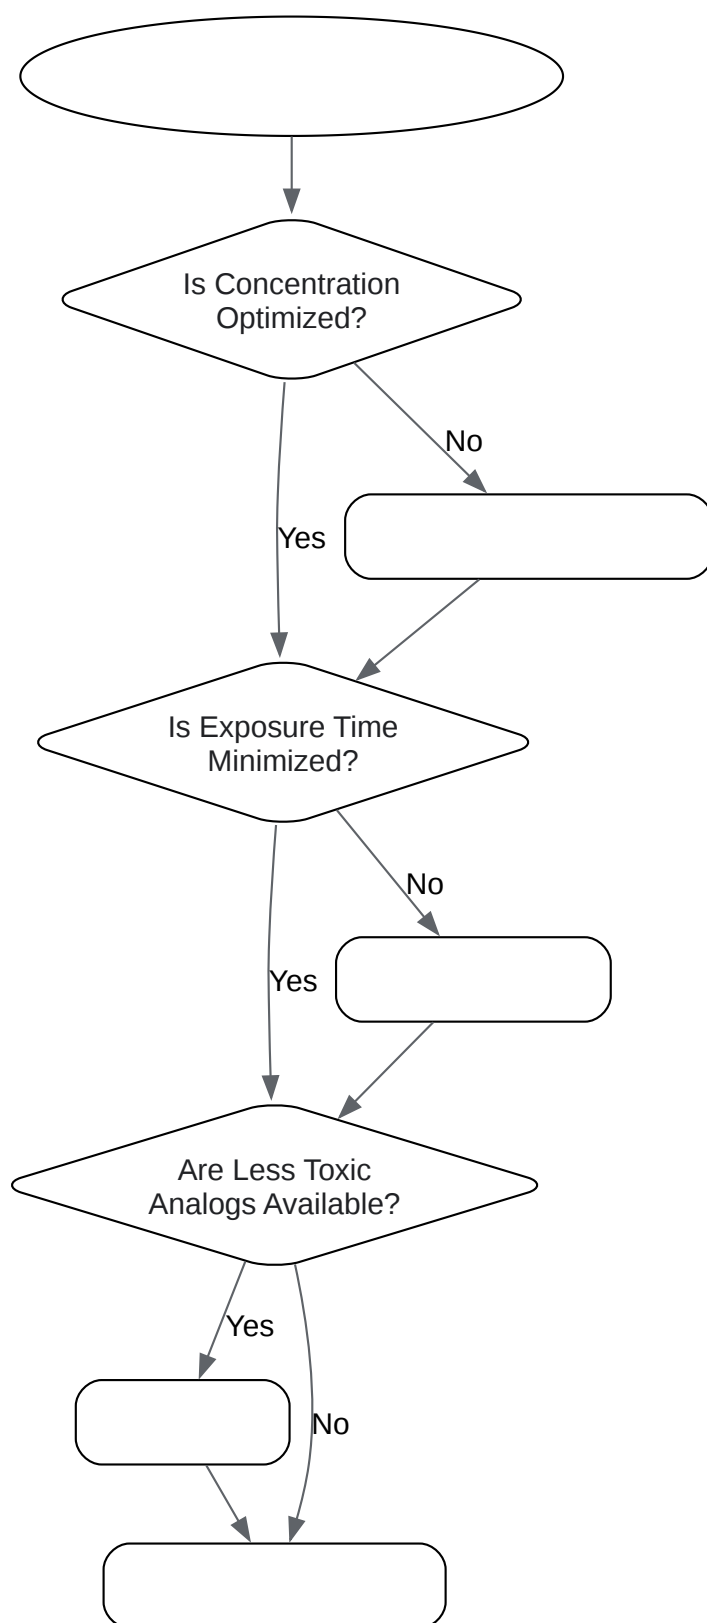 Is Concentration
Optimized?
No
Yes
Is Exposure Time
Minimized?
No
Yes
Are Less Toxic
Analogs Available?
Yes
No